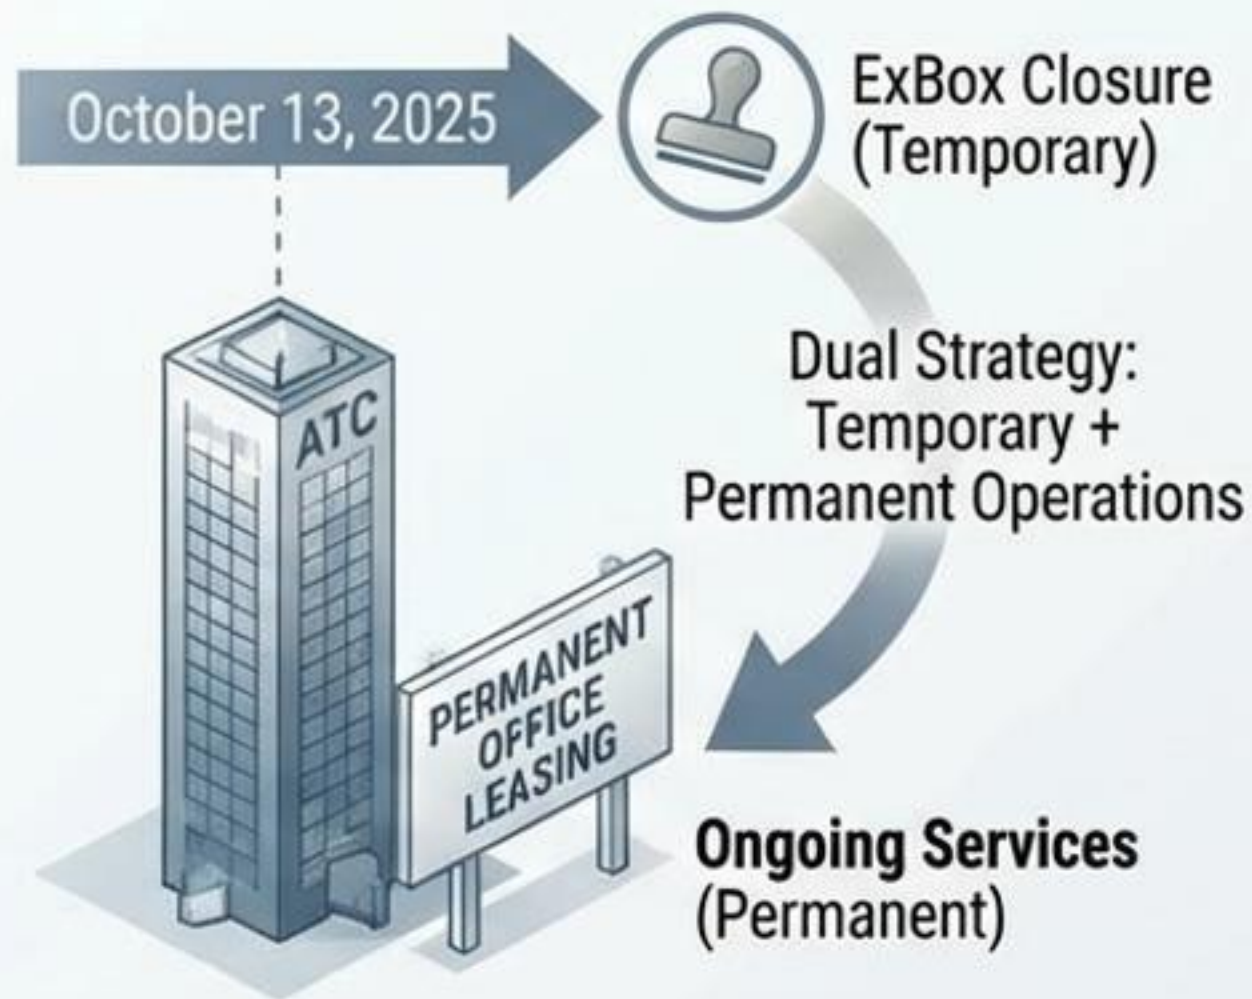 October 13, 2025
ExBox Closure
(Temporary)
Dual Strategy:
Temporary +
Permanent Operations
ATC
PERMANENT
OFFICE
LEASING
Ongoing Services
(Permanent)